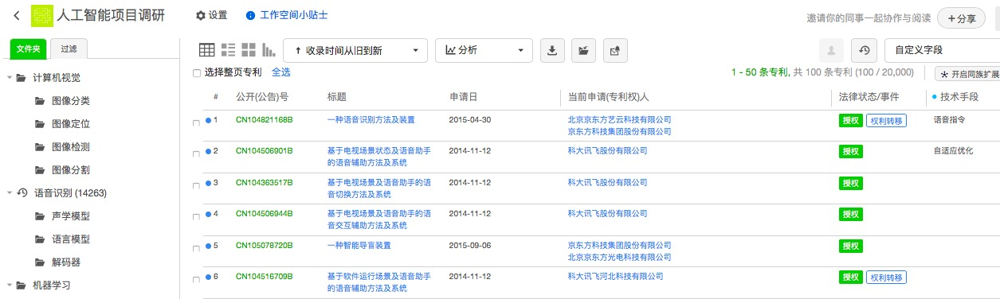 人工智能项目调研
设置
工作空间小贴士
邀请你的同事一起协作与阅读
+分享
文件夹
过滤
收录时间从旧到新
分析
自定义字段
选择整页专利
全选
1 - 50 条专利, 共 100 条专利 (100 / 20,000)
开启同族扩展
计算机视觉
图像分类
图像定位
图像检测
图像分割
语音识别 (14263)
声学模型
语言模型
解码器
机器学习
# 公开(公告)号 标题 申请日 当前申请(专利权)人 法律状态/事件 技术手段
1 CN104821168B 一种语音识别方法及装置 2015-04-30 北京京东方艺云科技有限公司 授权 权利转移 语音指令
京东方科技集团股份有限公司
2 CN104506901B 基于电视场景状态及语音助手 2014-11-12 科大讯飞股份有限公司 授权 自适应优化
的语音辅助方法及系统
3 CN104363517B 基于电视场景及语音助手的语 2014-11-12 科大讯飞股份有限公司 授权
音切换方法及系统
4 CN104506944B 基于电视场景及语音助手的语 2014-11-12 科大讯飞股份有限公司 授权
音交互辅助方法及系统
5 CN105078720B 一种智能导盲装置 2015-09-06 京东方科技集团股份有限公司 授权
北京京东方光电科技有限公司
6 CN104516709B 基于软件运行场景及语音助手 2014-11-12 科大讯飞河北科技有限公司 授权 权利转移
的语音辅助方法及系统